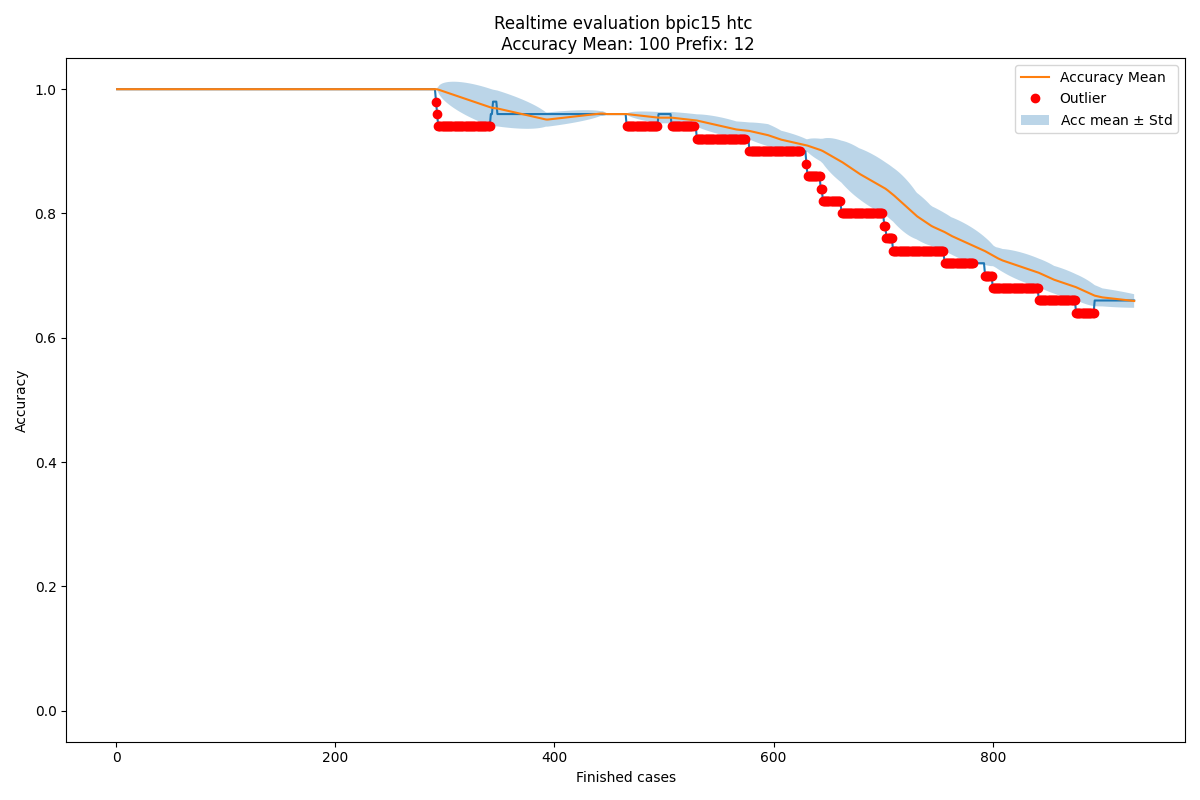 Realtime evaluation bpic15 htc
Accuracy Mean: 100 Prefix: 12
Accuracy Mean
Outlier
Acc mean ± Std
1.0
0.8
0.6
0.4
0.2
0.0
Accuracy
0 200 400 600 800
Finished cases